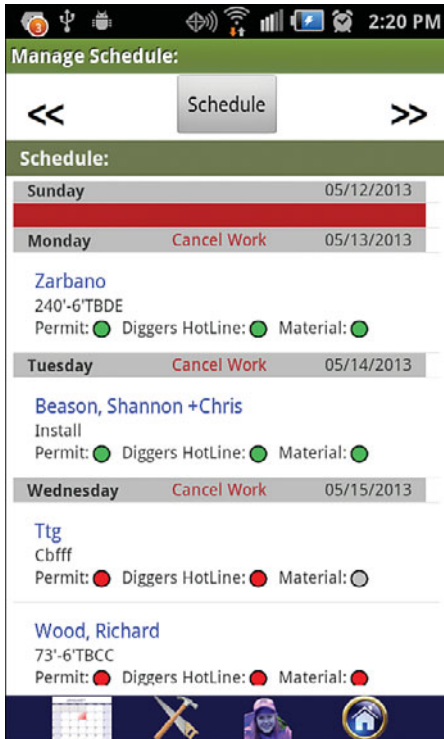 3
2:20 PM
Manage Schedule:
<< Schedule >>
Schedule:
Sunday 05/12/2013
Monday Cancel Work 05/13/2013
Zarbano
240'-6'TBDE
Permit: Diggers HotLine: Material:
Tuesday Cancel Work 05/14/2013
Beason, Shannon +Chris
Install
Permit: Diggers HotLine: Material:
Wednesday Cancel Work 05/15/2013
Ttg
Cbfff
Permit: Diggers HotLine: Material:
Wood, Richard
73'-6'TBCC
Permit: Diggers HotLine: Material: